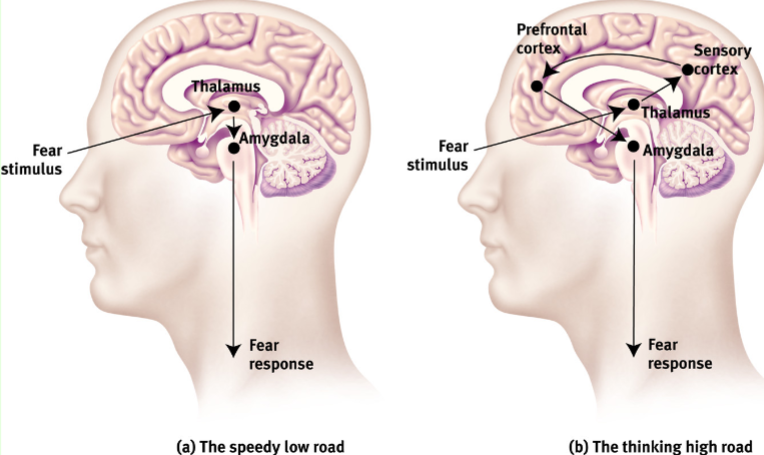 Thalamus
Amygdala
Fear
stimulus
Fear
response
(a) The speedy low road
Prefrontal
cortex
Sensory
cortex
Thalamus
Amygdala
Fear
stimulus
Fear
response
(b) The thinking high road